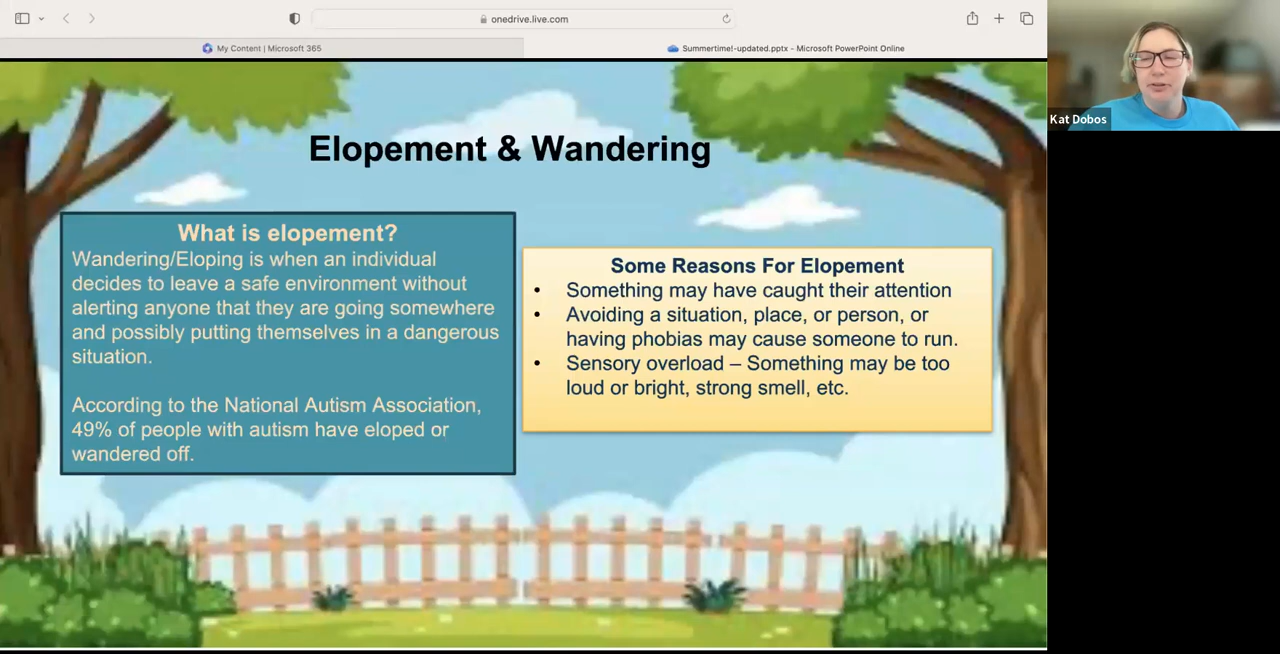 onedrive.live.com
My Content | Microsoft 365
Summertime!-updated.pptx - Microsoft PowerPoint Online
Kat Dobos
Elopement & Wandering
What is elopement?
Wandering/Eloping is when an individual
decides to leave a safe environment without
alerting anyone that they are going somewhere
and possibly putting themselves in a dangerous
situation.
According to the National Autism Association,
49% of people with autism have eloped or
wandered off.
Some Reasons For Elopement
• Something may have caught their attention
• Avoiding a situation, place, or person, or
having phobias may cause someone to run.
• Sensory overload – Something may be too
loud or bright, strong smell, etc.